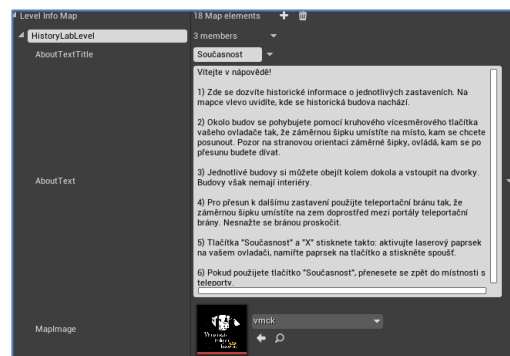 Level Info Map 18 Map elements
HistoryLabLevel 3 members
AboutTextTitle Současnost
Vítejte v nápovědě!
1) Zde se dozvíte historické informace o jednotlivých zastaveních. Na
mapce vlevo uvidíte, kde se historická budova nachází.
2) Okolo budov se pohybujete pomocí kruhového vícesměrového tlačítka
vašeho ovladače tak, že záměrnou šipku umístíte na místo, kam se chcete
posunout. Pozor na stranovou orientaci záměrné šipky, ovládá, kam se po
přesunu budete dívat.
3) Jednotlivé budovy si můžete obejít kolem dokola a vstoupit na dvorky.
Budovy však nemají interiéry.
AboutText
4) Pro přesun k dalšímu zastavení použijte teleportační bránu tak, že
záměrnou šipku umístíte na zem doprostřed mezi portály teleportační
brány. Nesnažte se bránou proskočit.
5) Tlačítka "Současnost" a "X" stisknete takto: aktivujte laserový paprsek
na vašem ovladači, namiřte paprsek na tlačítko a stiskněte spoušť.
6) Pokud použijete tlačítko "Současnost", přenesete se zpět do místnosti s
teleporty.
MapImage vmck